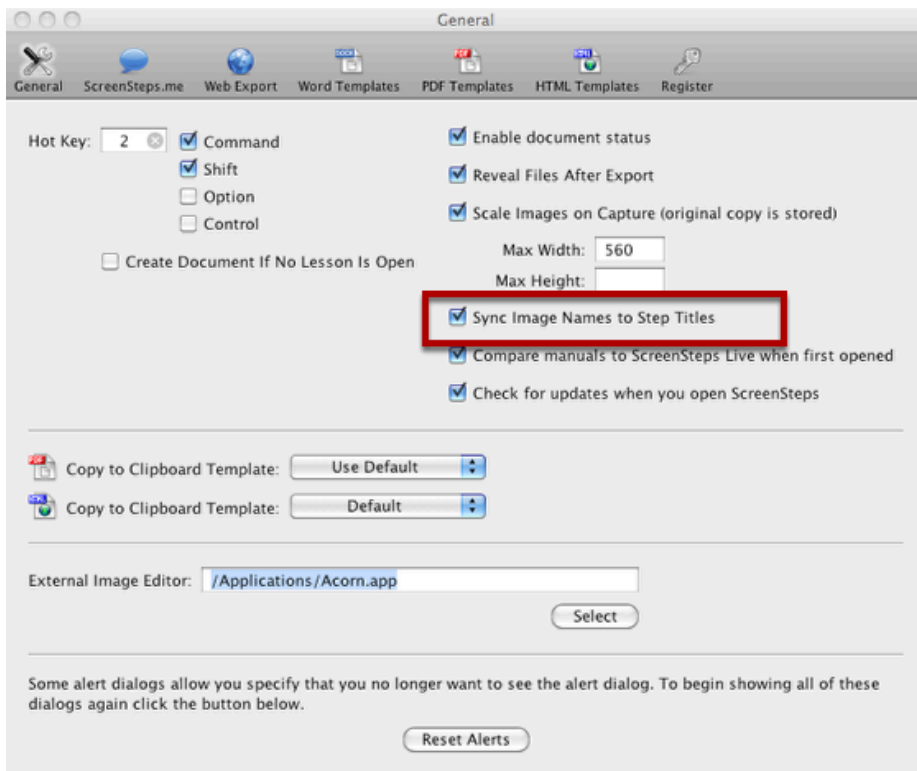 General
General ScreenSteps.me Web Export Word Templates PDF Templates HTML Templates Register
Hot Key: 2 Command
Shift
Option
Control
Create Document If No Lesson Is Open
Enable document status
Reveal Files After Export
Scale Images on Capture (original copy is stored)
Max Width: 560
Max Height:
Sync Image Names to Step Titles
Compare manuals to ScreenSteps Live when first opened
Check for updates when you open ScreenSteps
Copy to Clipboard Template: Use Default
Copy to Clipboard Template: Default
External Image Editor: /Applications/Acorn.app
Select
Some alert dialogs allow you specify that you no longer want to see the alert dialog. To begin showing all of these
dialogs again click the button below.
Reset Alerts